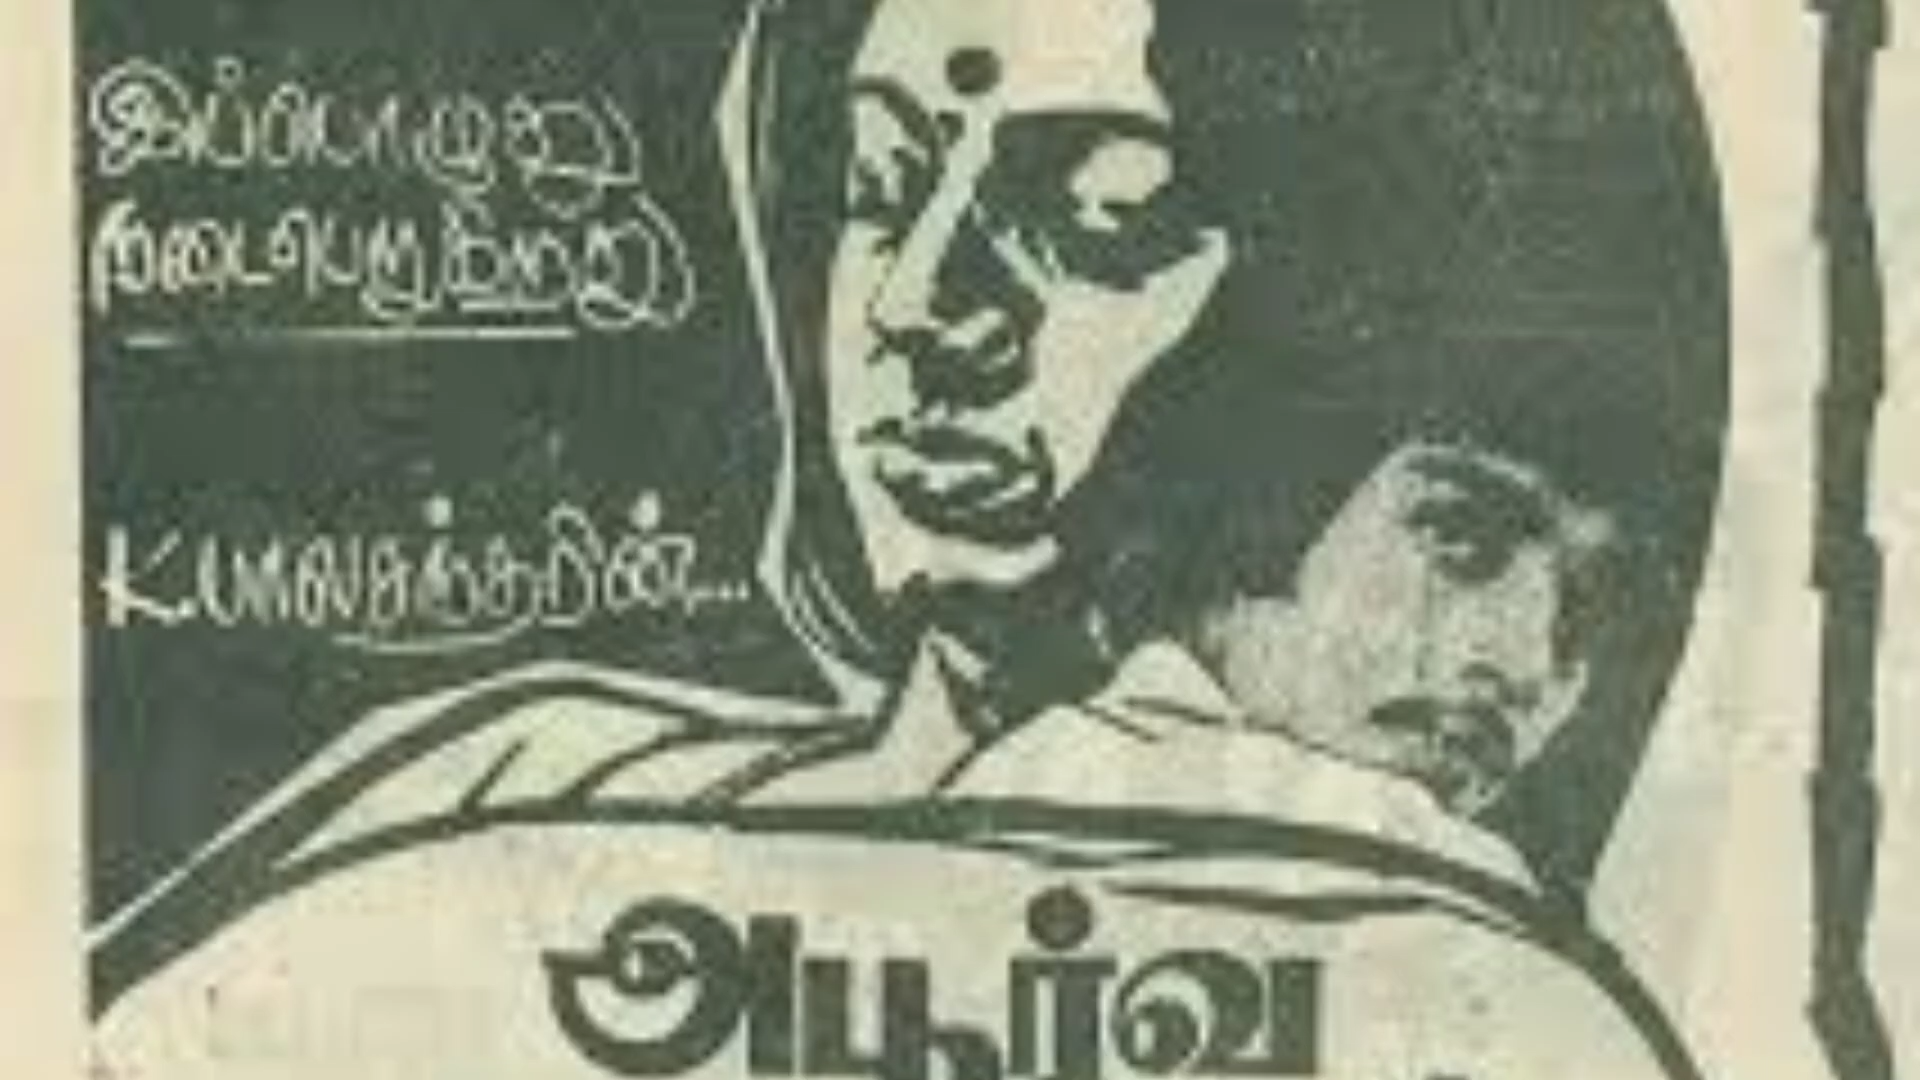 இப்பொழுது
நடைபெறுகிறது
K பாலசந்தரின்...
அபூர்வ